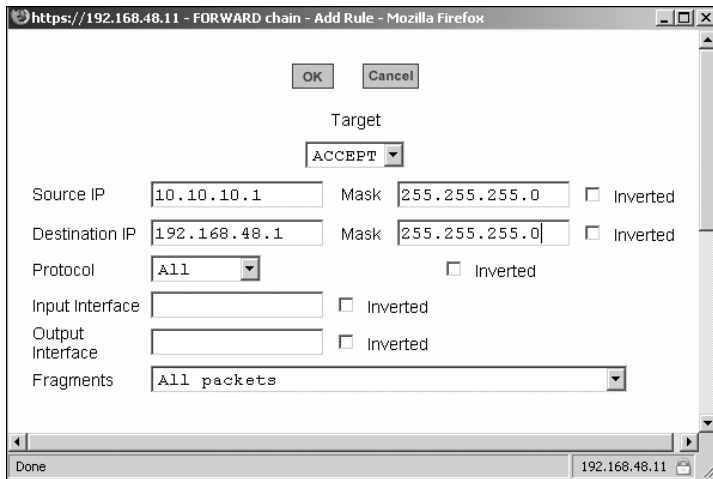 https://192.168.48.11 - FORWARD chain - Add Rule - Mozilla Firefox
OK Cancel
Target
ACCEPT
Source IP 10.10.10.1 Mask 255.255.255.0 Inverted
Destination IP 192.168.48.1 Mask 255.255.255.0 Inverted
Protocol All Inverted
Input Interface Inverted
Output
Interface Inverted
Fragments All packets
Done 192.168.48.11